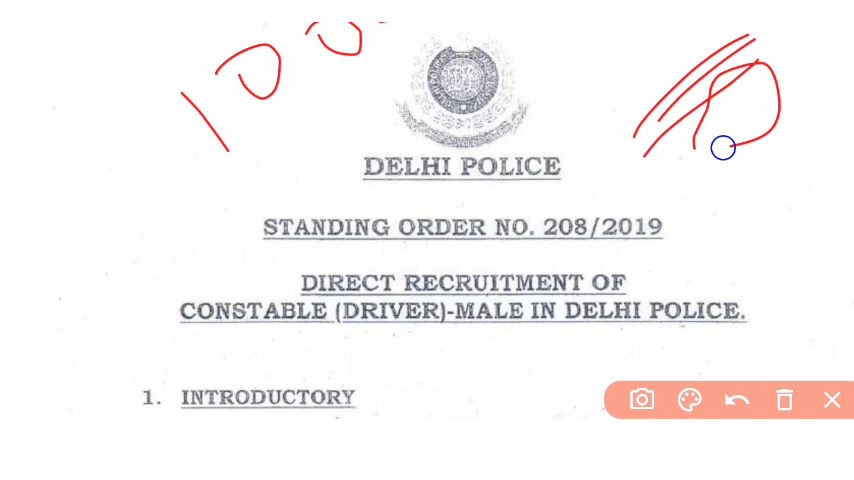 DELHI POLICE
STANDING ORDER NO. 208/2019
DIRECT RECRUITMENT OF
CONSTABLE (DRIVER)-MALE IN DELHI POLICE.
1. INTRODUCTORY